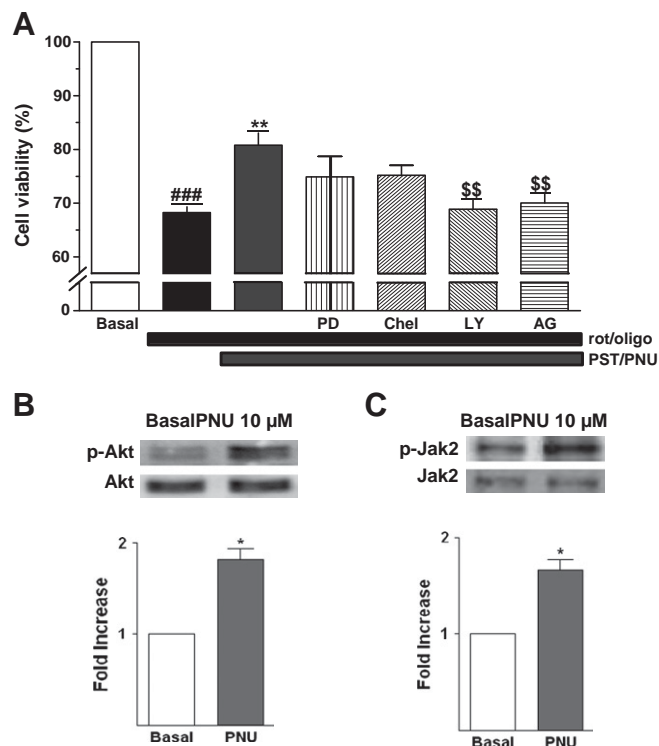 A
Cell viability (%)
100
90
80
70
60
0
###
**
$$
$$
Basal
PD
Chel
LY
AG
rot/oligo
PST/PNU
B
BasalPNU 10 µM
p-Akt
Akt
Fold Increase
2
1
*
Basal
PNU
C
BasalPNU 10 µM
p-Jak2
Jak2
Fold Increase
2
1
*
Basal
PNU